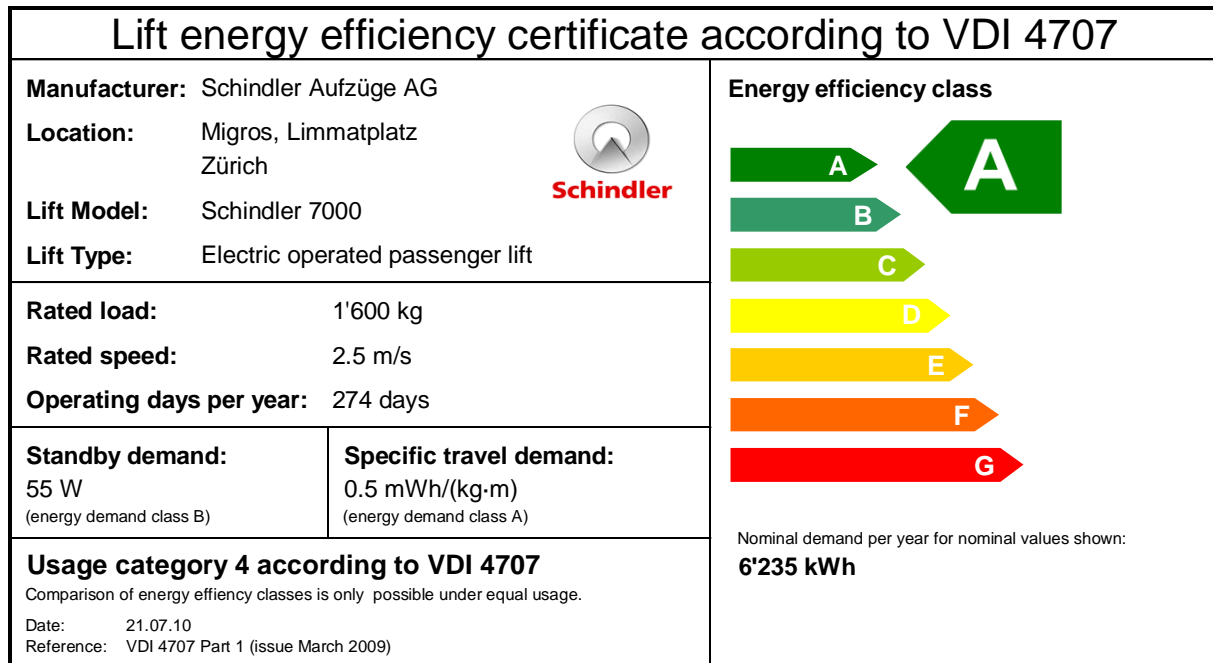 Lift energy efficiency certificate according to VDI 4707
Manufacturer: Schindler Aufzüge AG
Location: Migros, Limmatplatz
Zürich
Schindler
Lift Model: Schindler 7000
Lift Type: Electric operated passenger lift
Rated load: 1'600 kg
Rated speed: 2.5 m/s
Operating days per year: 274 days
Standby demand:
55 W
(energy demand class B)
Specific travel demand:
0.5 mWh/(kg·m)
(energy demand class A)
Usage category 4 according to VDI 4707
Comparison of energy effiency classes is only possible under equal usage.
Date: 21.07.10
Reference: VDI 4707 Part 1 (issue March 2009)
Energy efficiency class
A
A
B
C
D
E
F
G
Nominal demand per year for nominal values shown:
6'235 kWh